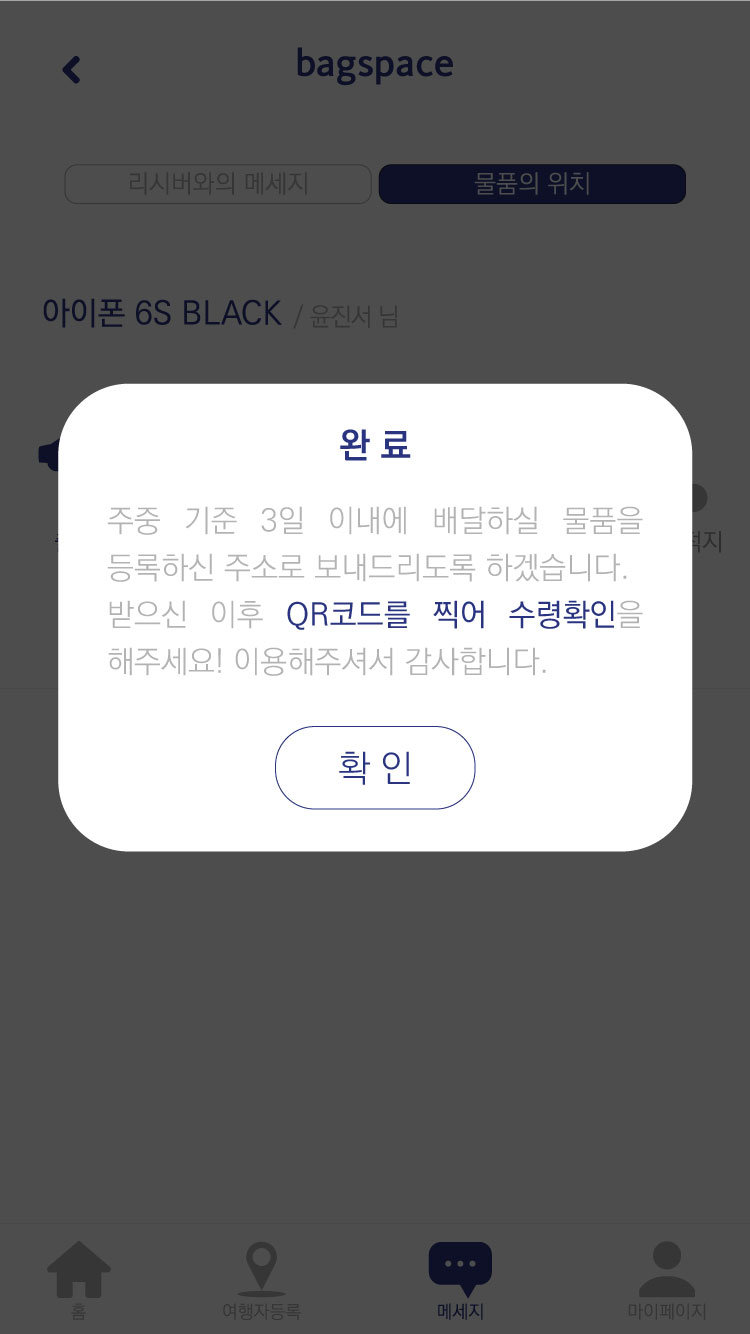 bagspace
리시버와의 메세지
물품의 위치
아이폰 6S BLACK / 윤진서 님
완 료
주중 기준 3일 이내에 배달하실 물품을
등록하신 주소로 보내드리도록 하겠습니다.
받으신 이후 QR코드를 찍어 수령확인을
해주세요! 이용해주셔서 감사합니다.
확 인
홈
여행자등록
메세지
마이페이지